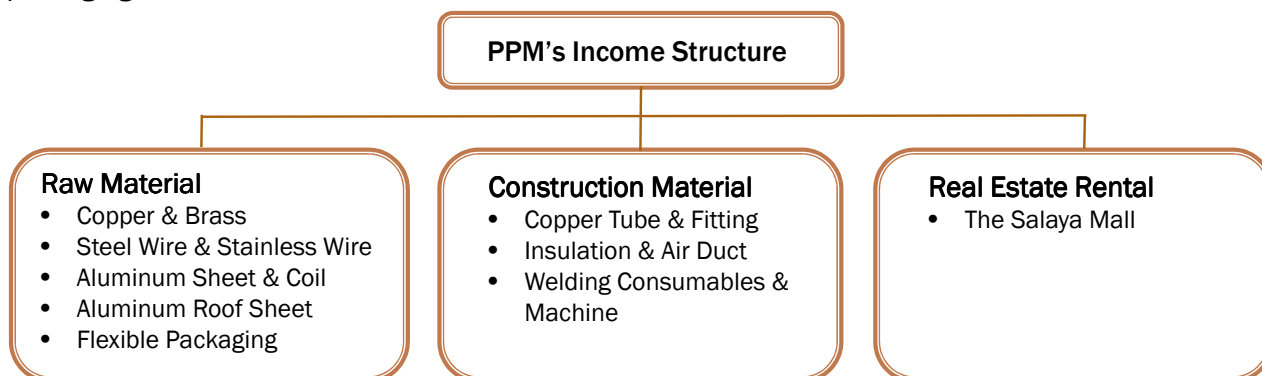 PPM’s Income Structure
Raw Material
• Copper & Brass
• Steel Wire & Stainless Wire
• Aluminum Sheet & Coil
• Aluminum Roof Sheet
• Flexible Packaging
Construction Material
• Copper Tube & Fitting
• Insulation & Air Duct
• Welding Consumables &
Machine
Real Estate Rental
• The Salaya Mall